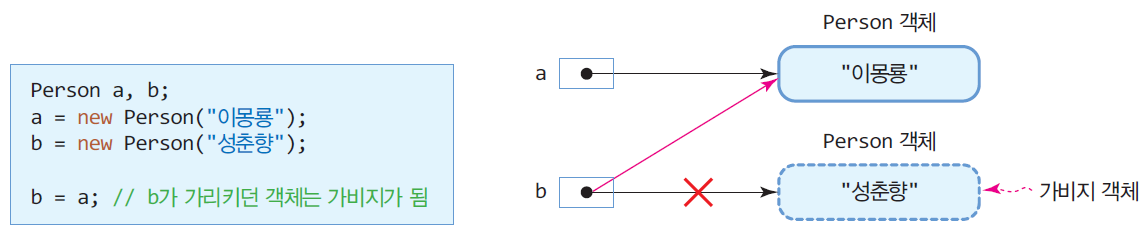 Person a, b;
a = new Person("이몽룡");
b = new Person("성춘향");
b = a; // b가 가리키던 객체는 가비지가 됨
Person 객체
a
"이몽룡"
Person 객체
b
"성춘향"
가비지 객체